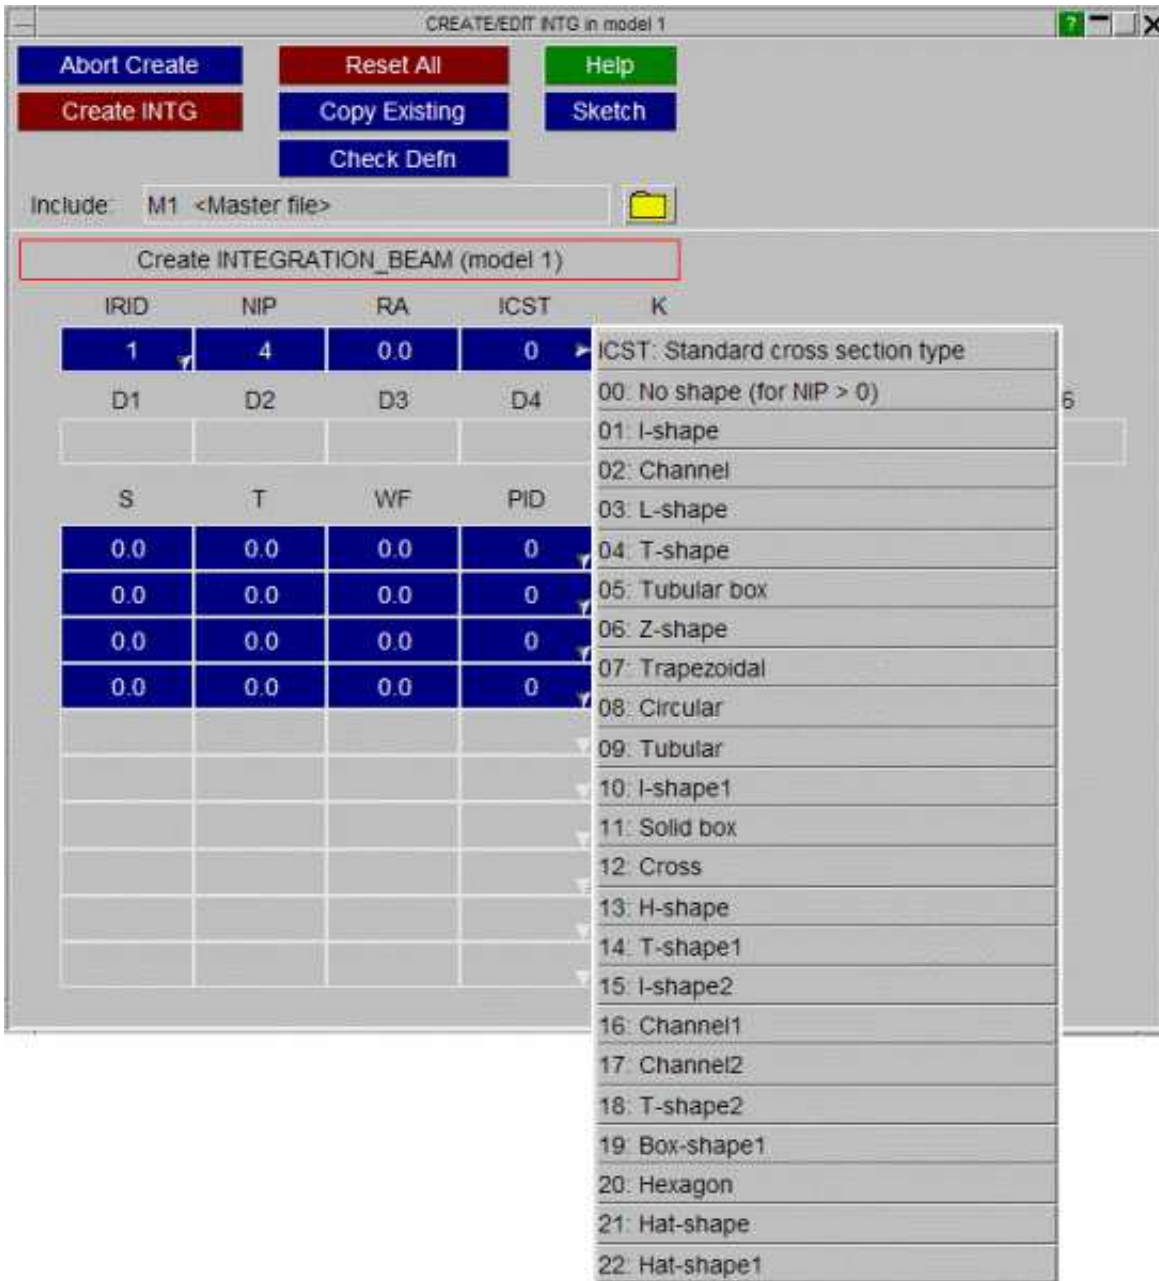 CREATE/EDIT INTG in model 1
?
Abort Create Reset All Help
Create INTG Copy Existing Sketch
Check Defn
Include: M1 <Master file>
Create INTEGRATION_BEAM (model 1)
IRID NIP RA ICST K
1 4 0.0 0
D1 D2 D3 D4 6
S T WF PID
0.0 0.0 0.0 0
0.0 0.0 0.0 0
0.0 0.0 0.0 0
0.0 0.0 0.0 0
ICST: Standard cross section type
00: No shape (for NIP > 0)
01: I-shape
02: Channel
03: L-shape
04: T-shape
05: Tubular box
06: Z-shape
07: Trapezoidal
08: Circular
09: Tubular
10: I-shape1
11: Solid box
12: Cross
13: H-shape
14: T-shape1
15: I-shape2
16: Channel1
17: Channel2
18: T-shape2
19: Box-shape1
20: Hexagon
21: Hat-shape
22: Hat-shape1